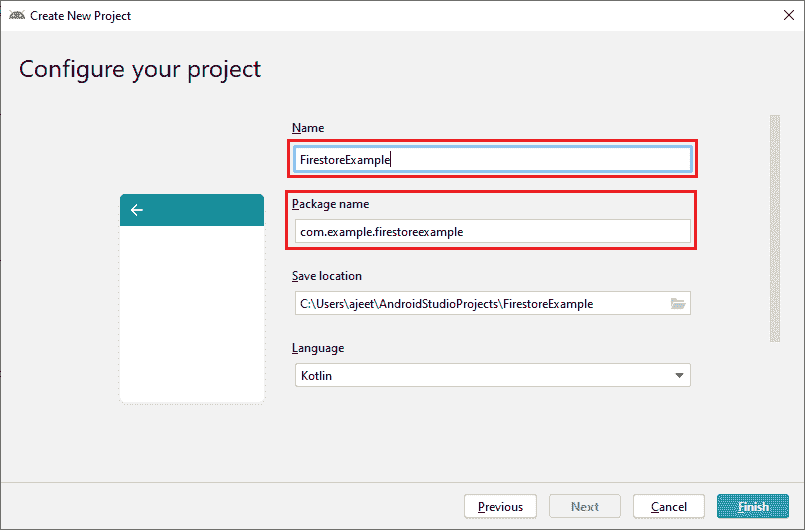 Create New Project
Configure your project
Name
FirestoreExample
Package name
com.example.firestoreexample
Save location
C:\Users\ajeet\AndroidStudioProjects\FirestoreExample
Language
Kotlin
Previous Next Cancel Finish